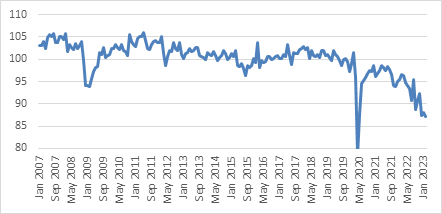 110
105
100
95
90
85
80
Jan 2007
Sep 2007
May 2008
Jan 2009
Sep 2009
May 2010
Jan 2011
Sep 2011
May 2012
Jan 2013
Sep 2013
May 2014
Jan 2015
Sep 2015
May 2016
Jan 2017
Sep 2017
May 2018
Jan 2019
Sep 2019
May 2020
Jan 2021
Sep 2021
May 2022
Jan 2023